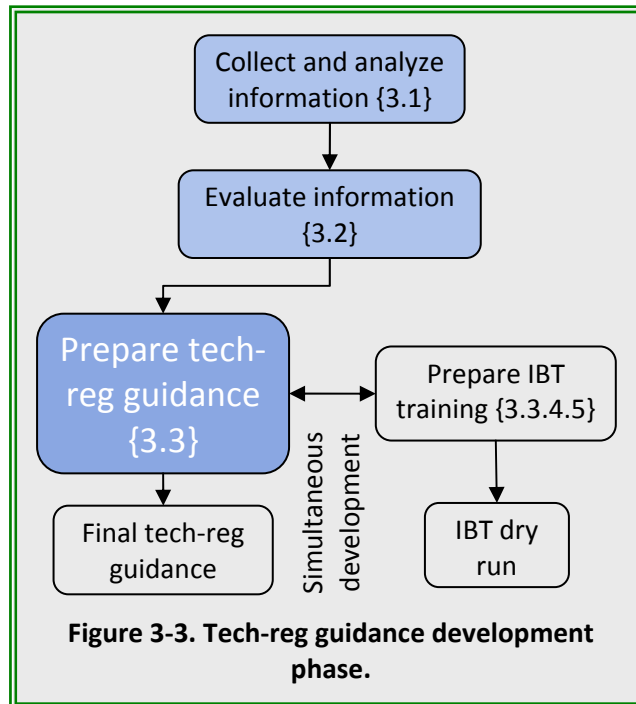 Collect and analyze
information {3.1}
Evaluate information
{3.2}
Prepare tech-
reg guidance
{3.3}
Prepare IBT
training {3.3.4.5}
Simultaneous
development
Final tech-reg
guidance
IBT dry
run
Figure 3-3. Tech-reg guidance development
phase.